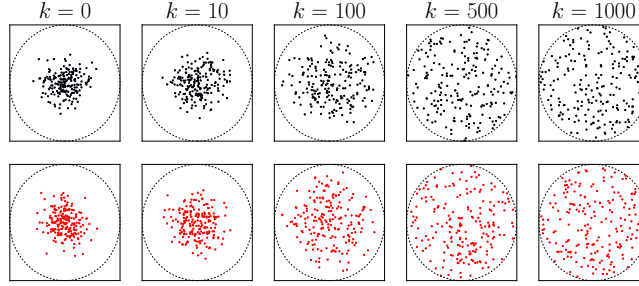 k = 0 k = 10 k = 100 k = 500 k = 1000